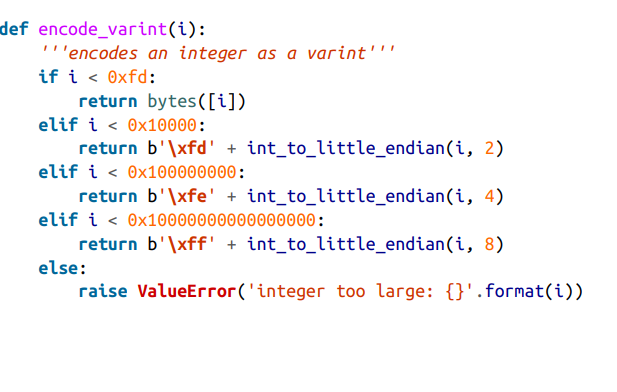 def encode_varint(i):
    '''encodes an integer as a varint'''
    if i < 0xfd:
        return bytes([i])
    elif i < 0x10000:
        return b'\xfd' + int_to_little_endian(i, 2)
    elif i < 0x100000000:
        return b'\xfe' + int_to_little_endian(i, 4)
    elif i < 0x10000000000000000:
        return b'\xff' + int_to_little_endian(i, 8)
    else:
        raise ValueError('integer too large: {}'.format(i))